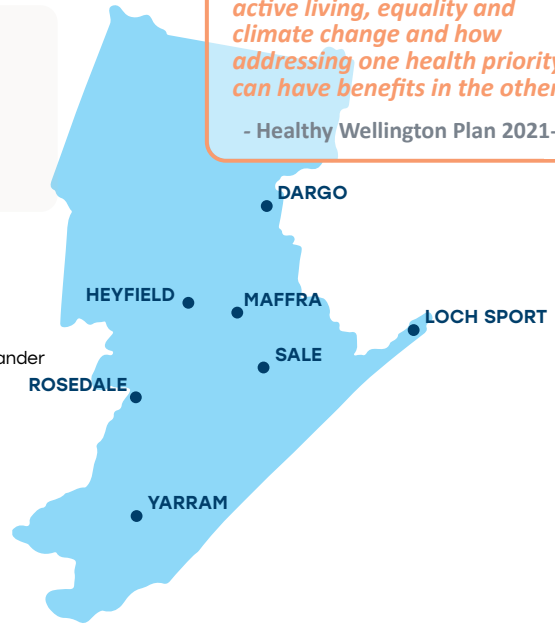 active living, equality and
climate change and how
addressing one health priority
can have benefits in the other
- Healthy Wellington Plan 2021-
DARGO
HEYFIELD
MAFFRA
LOCH SPORT
SALE
ander
ROSEDALE
YARRAM